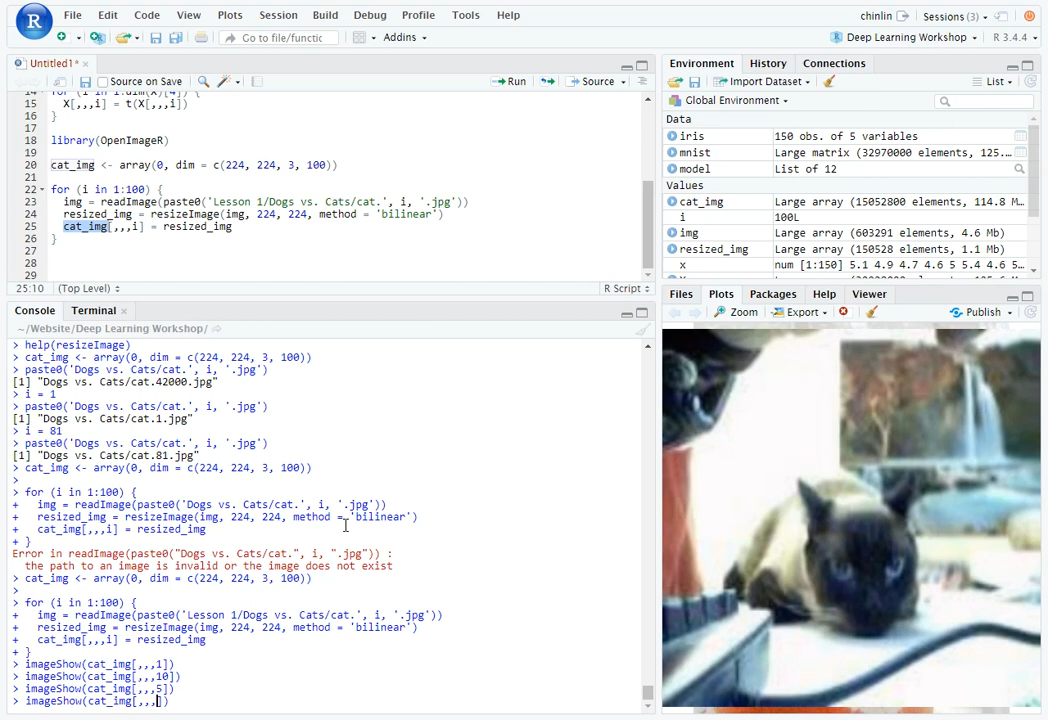 R File Edit Code View Plots Session Build Debug Profile Tools Help chinlin Sessions (3)
Go to file/functic Addins Deep Learning Workshop R 3.4.4
Untitled1* ×
Source on Save Run Source
14 for (i in 1:dim(X)[4]) {
15 X[,,,i] = t(X[,,,i])
16 }
17
18 library(OpenImageR)
19
20 cat_img <- array(0, dim = c(224, 224, 3, 100))
21
22 for (i in 1:100) {
23 img = readImage(paste0('Lesson 1/Dogs vs. Cats/cat.', i, '.jpg'))
24 resized_img = resizeImage(img, 224, 224, method = 'bilinear')
25 cat_img[,,,i] = resized_img
26 }
27
28
29
25:10 (Top Level) R Script
Console Terminal ×
~/Website/Deep Learning Workshop/
> help(resizeImage)
> cat_img <- array(0, dim = c(224, 224, 3, 100))
> paste0('Dogs vs. Cats/cat.', i, '.jpg')
[1] "Dogs vs. Cats/cat.42000.jpg"
> i = 1
> paste0('Dogs vs. Cats/cat.', i, '.jpg')
[1] "Dogs vs. Cats/cat.1.jpg"
> i = 81
> paste0('Dogs vs. Cats/cat.', i, '.jpg')
[1] "Dogs vs. Cats/cat.81.jpg"
> cat_img <- array(0, dim = c(224, 224, 3, 100))
>
> for (i in 1:100) {
+ img = readImage(paste0('Dogs vs. Cats/cat.', i, '.jpg'))
+ resized_img = resizeImage(img, 224, 224, method = 'bilinear')
+ cat_img[,,,i] = resized_img
+ }
Error in readImage(paste0("Dogs vs. Cats/cat.", i, ".jpg")) :
the path to an image is invalid or the image does not exist
> cat_img <- array(0, dim = c(224, 224, 3, 100))
>
> for (i in 1:100) {
+ img = readImage(paste0('Lesson 1/Dogs vs. Cats/cat.', i, '.jpg'))
+ resized_img = resizeImage(img, 224, 224, method = 'bilinear')
+ cat_img[,,,i] = resized_img
+ }
> imageShow(cat_img[,,,1])
> imageShow(cat_img[,,,10])
> imageShow(cat_img[,,,5])
> imageShow(cat_img[,,,])
Environment History Connections
Import Dataset List
Global Environment
Data
iris 150 obs. of 5 variables
mnist Large matrix (32970000 elements, 125.…
model List of 12
Values
cat_img Large array (15052800 elements, 114.8 M…
i 100L
img Large array (603291 elements, 4.6 Mb)
resized_img Large array (150528 elements, 1.1 Mb)
x num [1:150] 5.1 4.9 4.7 4.6 5 5.4 4.6 5…
Files Plots Packages Help Viewer
Zoom Export Publish